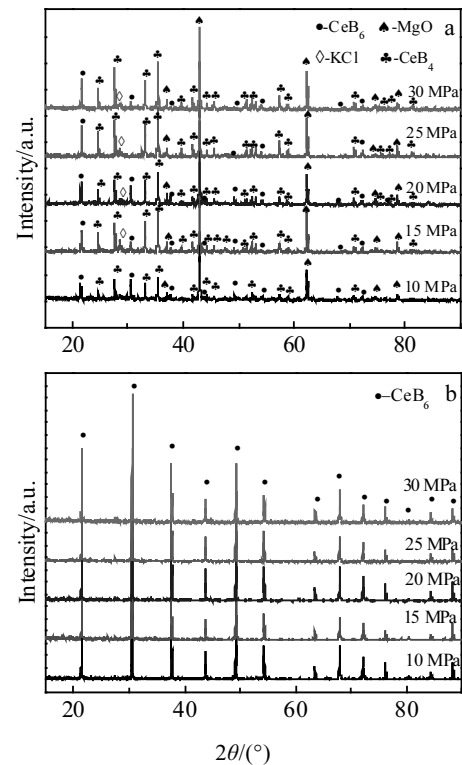 a
●-CeB6 ♠-MgO
◊-KCl ♣-CeB4
30 MPa
25 MPa
20 MPa
15 MPa
10 MPa
Intensity/a.u.
20 40 60 80
b
●-CeB6
30 MPa
25 MPa
20 MPa
15 MPa
10 MPa
Intensity/a.u.
20 40 60 80
2θ/(°)